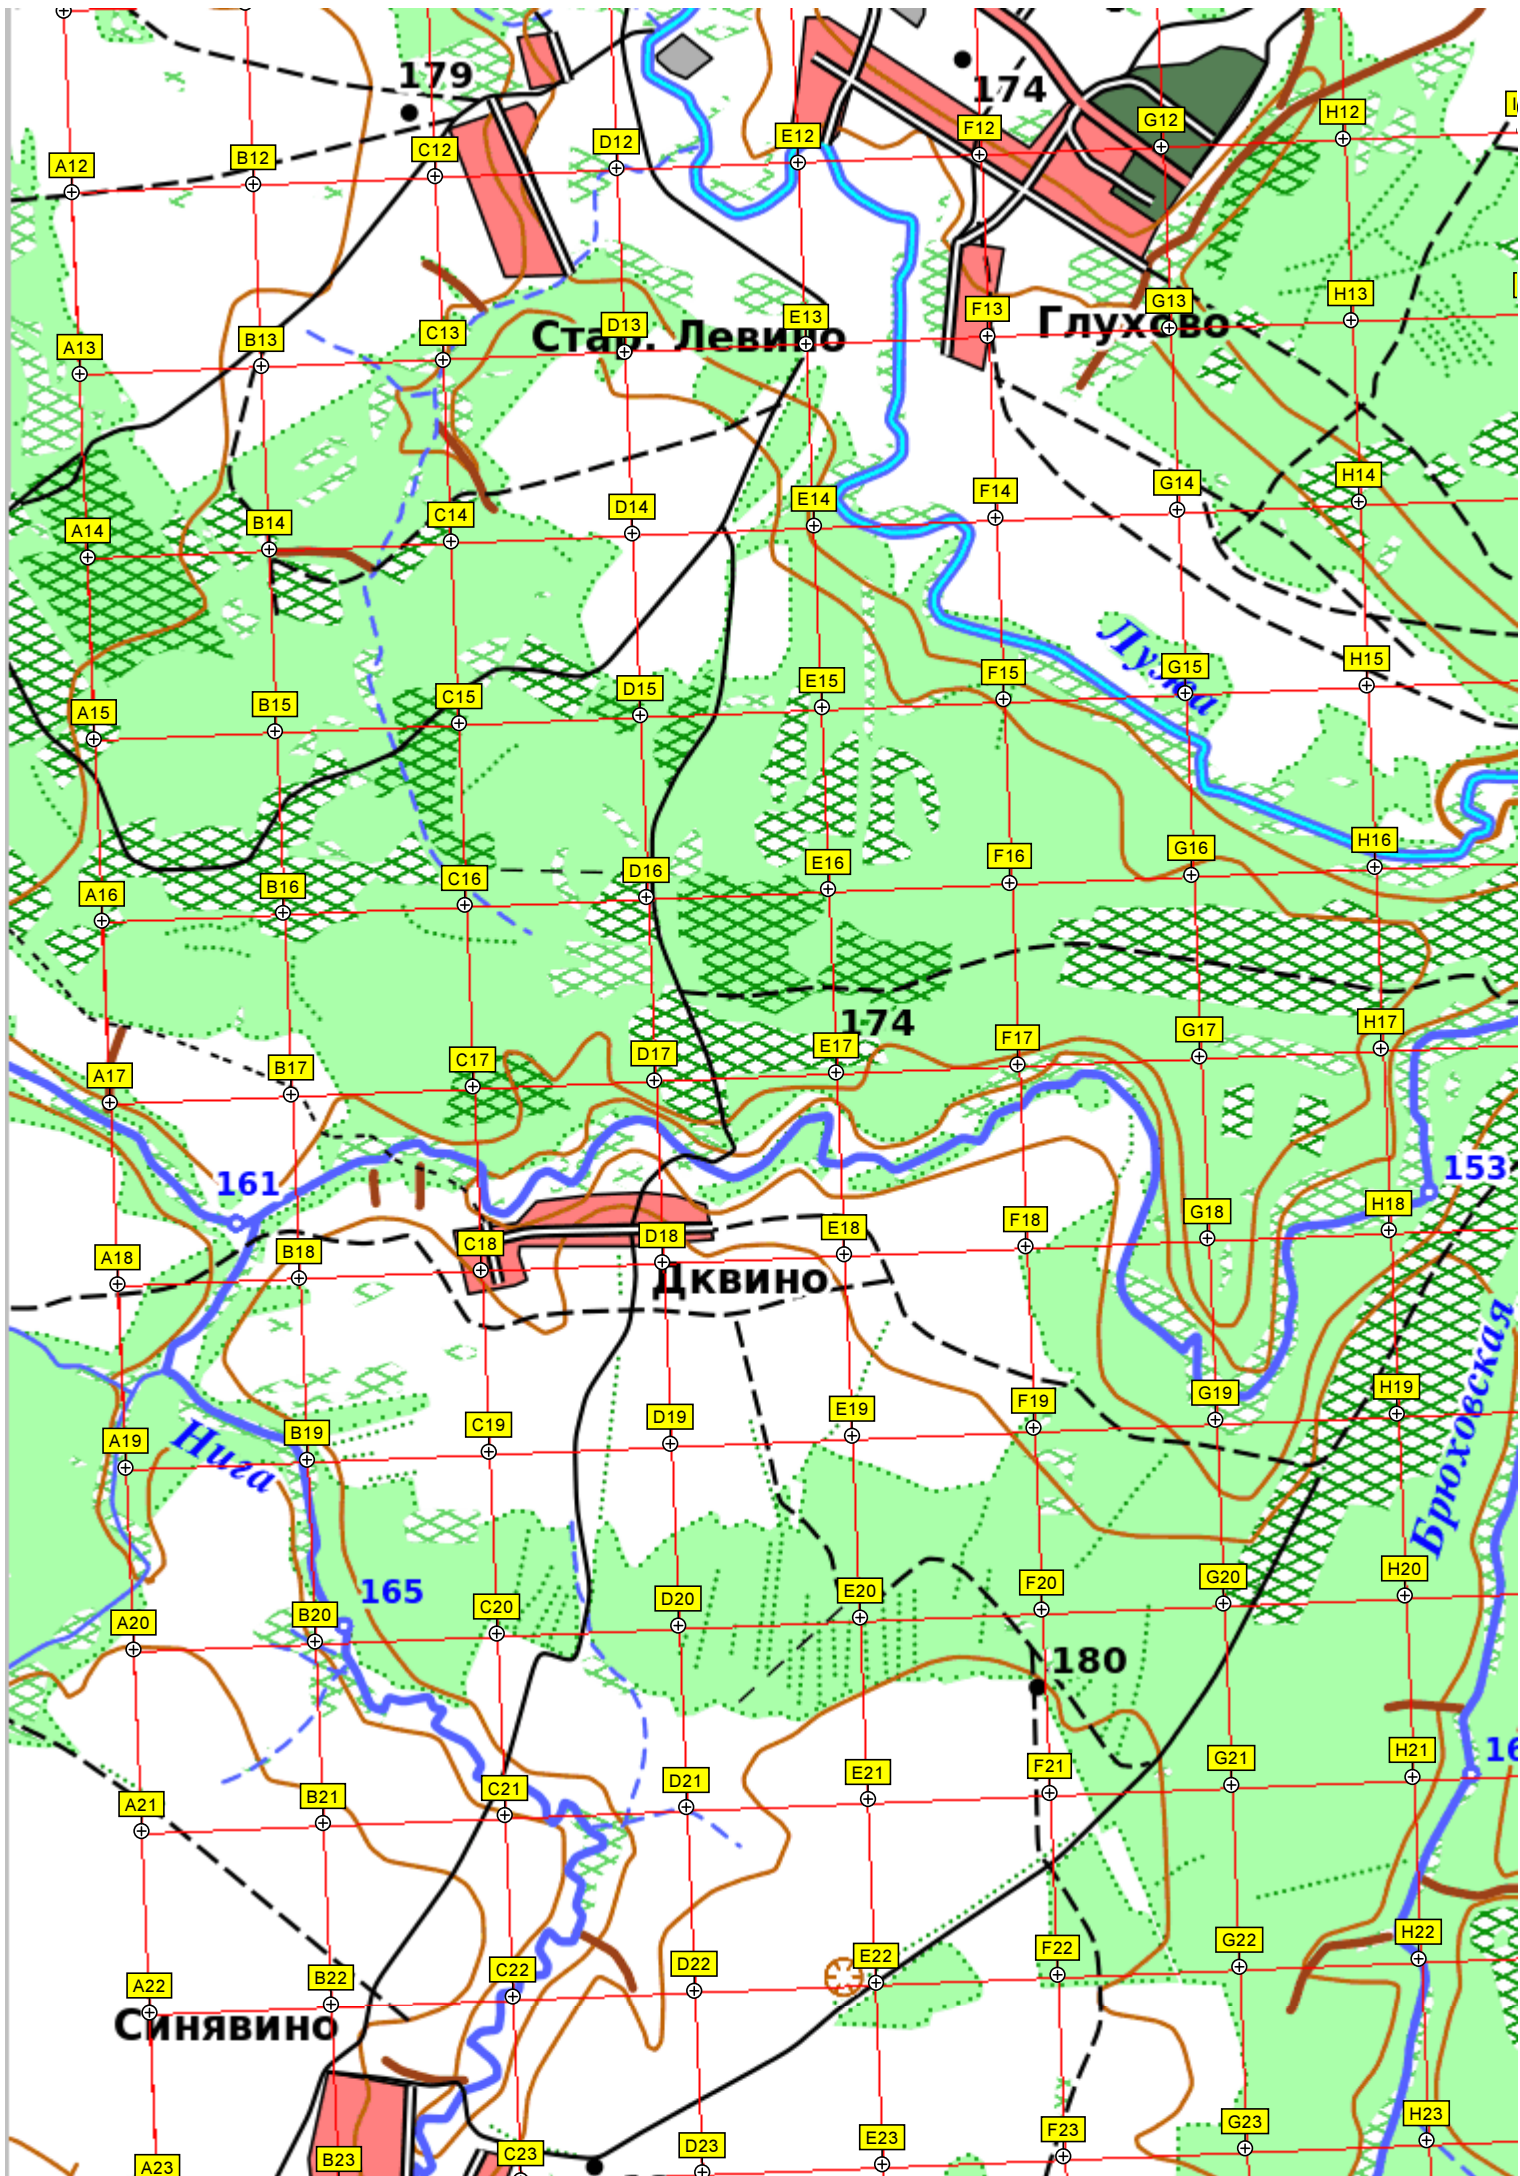 179
174
A12 B12 C12 D12 E12 F12 G12 H12
Стар. Левино
Глухово
A13 B13 C13 D13 E13 F13 G13 H13
A14 B14 C14 D14 E14 F14 G14 H14
Лужа
A15 B15 C15 D15 E15 F15 G15 H15
A16 B16 C16 D16 E16 F16 G16 H16
174
A17 B17 C17 D17 E17 F17 G17 H17
161
153
A18 B18 C18 D18 E18 F18 G18 H18
Дквино
Брюховская
A19 B19 C19 D19 E19 F19 G19 H19
Нига
165
A20 B20 C20 D20 E20 F20 G20 H20
180
16
A21 B21 C21 D21 E21 F21 G21 H21
A22 B22 C22 D22 E22 F22 G22 H22
Синявино
A23 B23 C23 D23 E23 F23 G23 H23